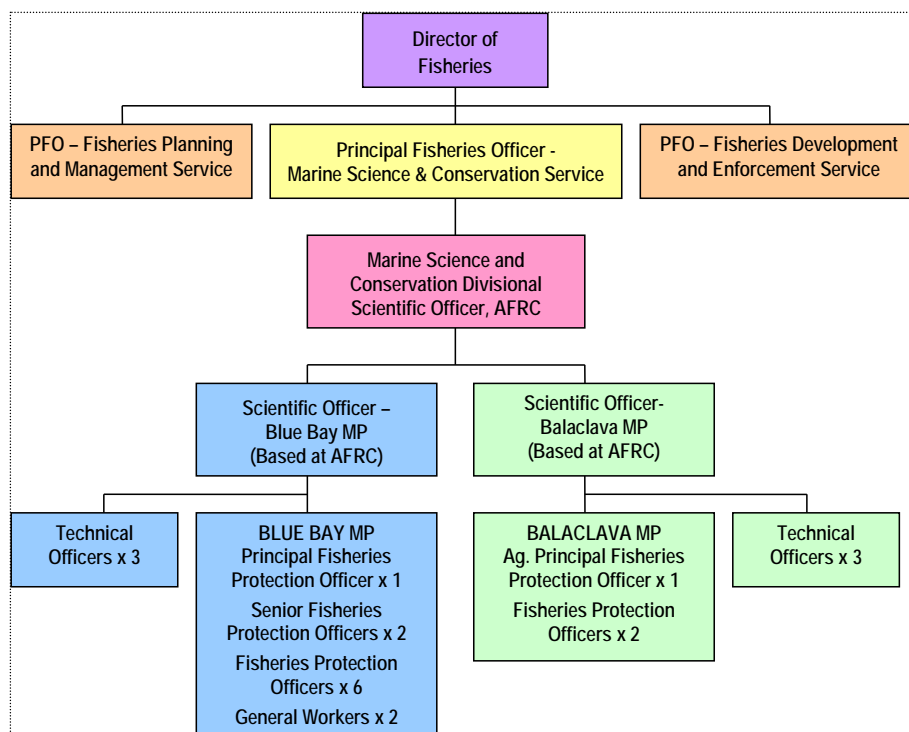 Director of
Fisheries
PFO – Fisheries Planning
and Management Service
Principal Fisheries Officer -
Marine Science & Conservation Service
PFO – Fisheries Development
and Enforcement Service
Marine Science and
Conservation Divisional
Scientific Officer, AFRC
Scientific Officer –
Blue Bay MP
(Based at AFRC)
Scientific Officer-
Balaclava MP
(Based at AFRC)
Technical
Officers x 3
BLUE BAY MP
Principal Fisheries
Protection Officer x 1
Senior Fisheries
Protection Officers x 2
Fisheries Protection
Officers x 6
General Workers x 2
BALACLAVA MP
Ag. Principal Fisheries
Protection Officer x 1
Fisheries Protection
Officers x 2
Technical
Officers x 3